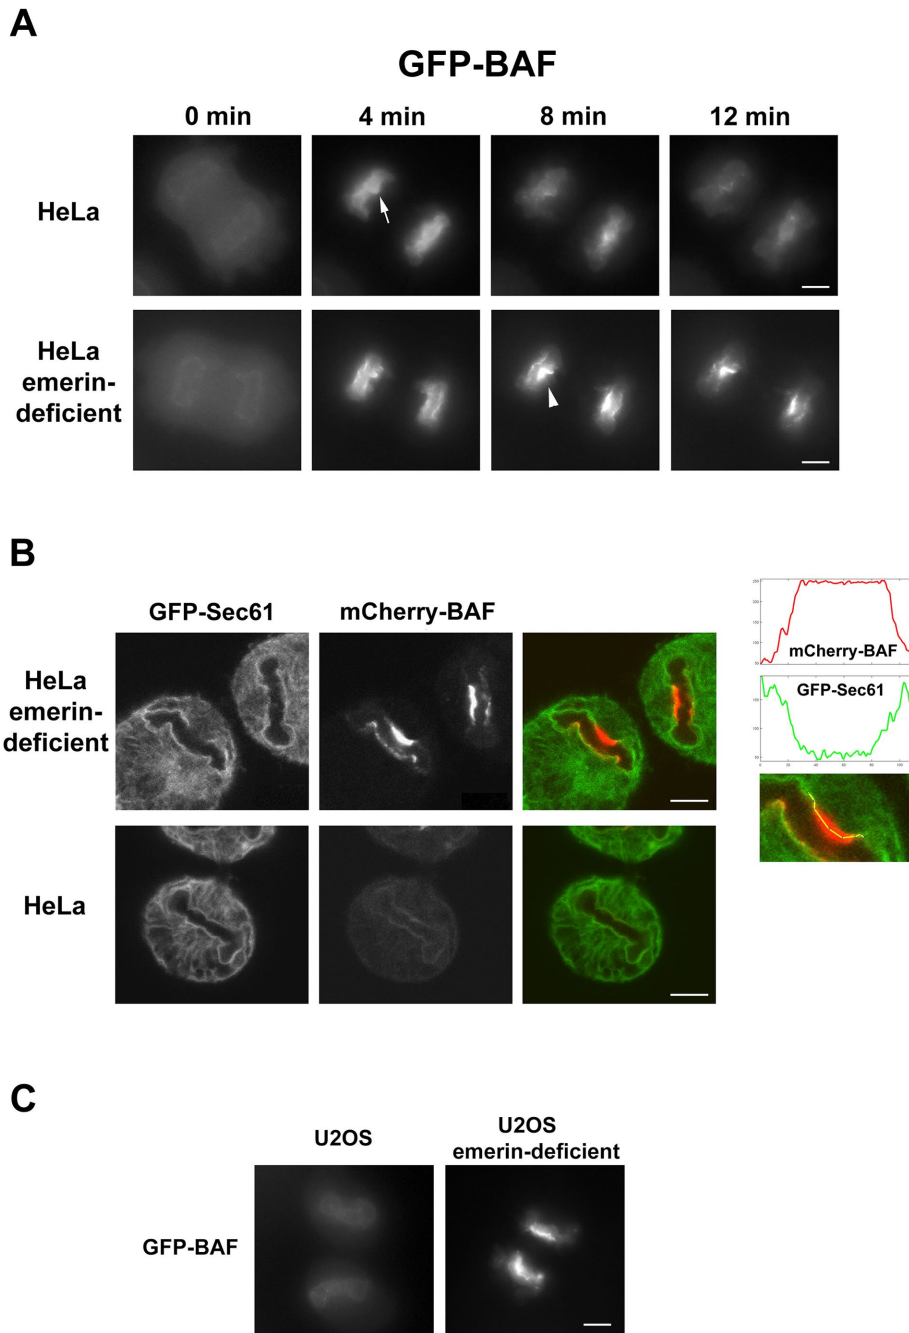 A
GFP-BAF
0 min 4 min 8 min 12 min
HeLa
HeLa
emerin-
deficient
B
GFP-Sec61 mCherry-BAF
HeLa
emerin-
deficient
mCherry-BAF
GFP-Sec61
HeLa
C
U2OS
U2OS
emerin-deficient
GFP-BAF